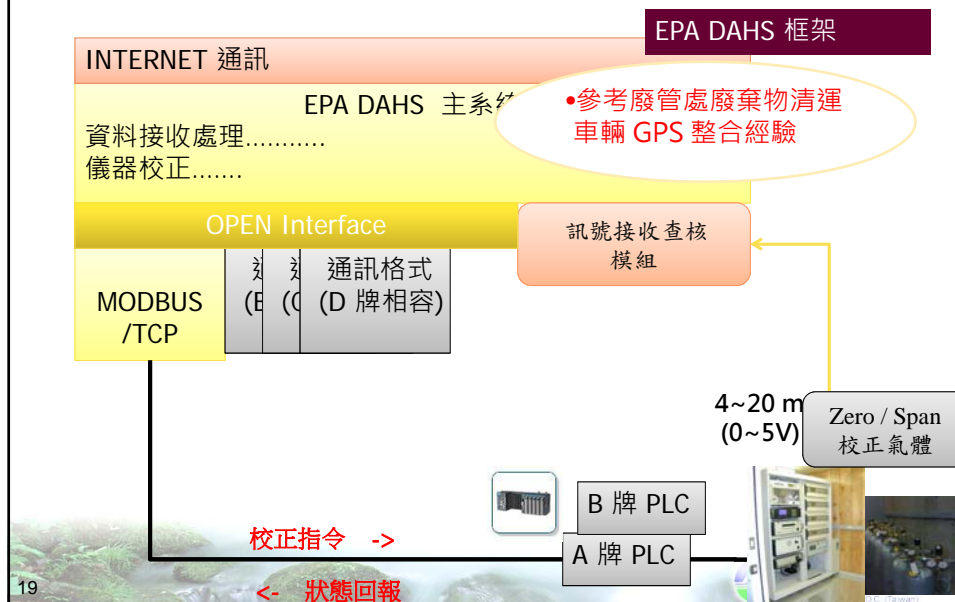 EPA DAHS 框架
INTERNET 通訊
EPA DAHS 主系統
•參考廢管處廢棄物清運
車輛 GPS 整合經驗
資料接收處理...........
儀器校正.......
OPEN Interface
訊號接收查核
模組
MODBUS
/TCP
通訊格式
(D 牌相容)
4~20 m
(0~5V)
Zero / Span
校正氣體
B 牌 PLC
A 牌 PLC
校正指令 ->
<- 狀態回報
19